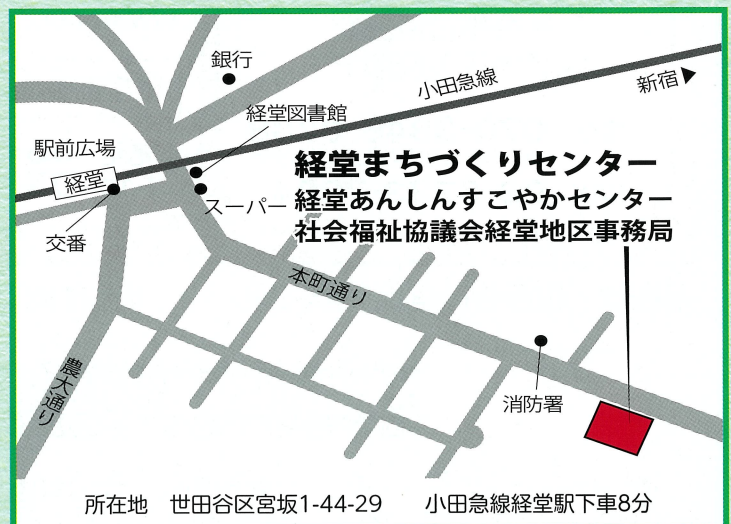 銀行
小田急線
新宿
経堂図書館
駅前広場
経堂
経堂まちづくりセンター
経堂あんしんすこやかセンター
社会福祉協議会経堂地区事務局
スーパー
交番
本町通り
農大通り
消防署
所在地 世田谷区宮坂1-44-29 小田急線経堂駅下車8分